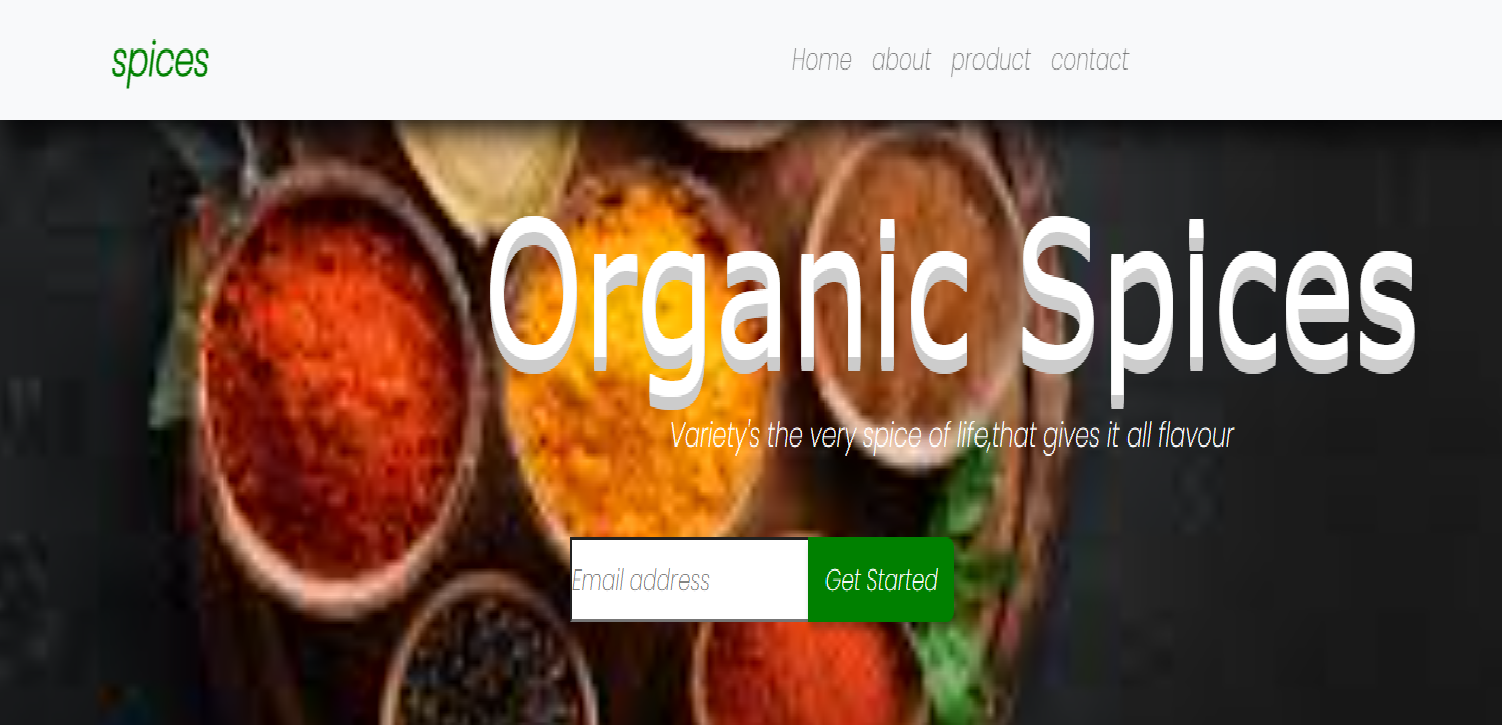 spices
Home about product contact
Organic Spices
Variety's the very spice of life,that gives it all flavour
Email address Get Started